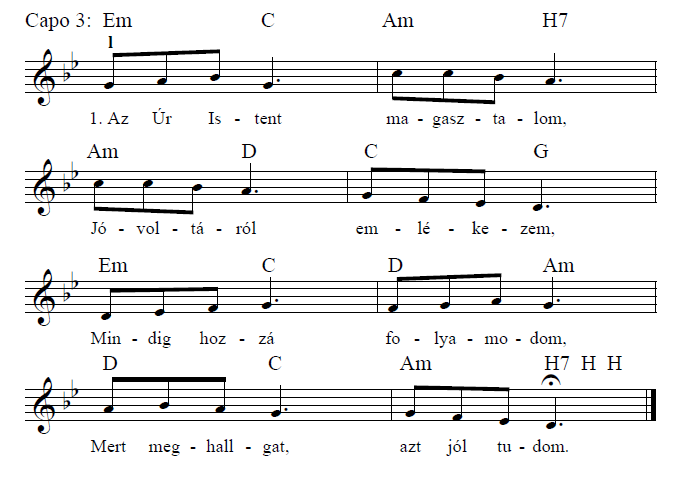 Capo 3: Em C Am H7
1
1. Az Úr Is - tent ma - gasz - ta - lom,
Am D C G
Jó - vol - tá - ról em - lé - ke - zem,
Em C D Am
Min - dig hoz - zá fo - lya - mo - dom,
D C Am H7 H H
Mert meg - hall - gat, azt jól tu - dom.